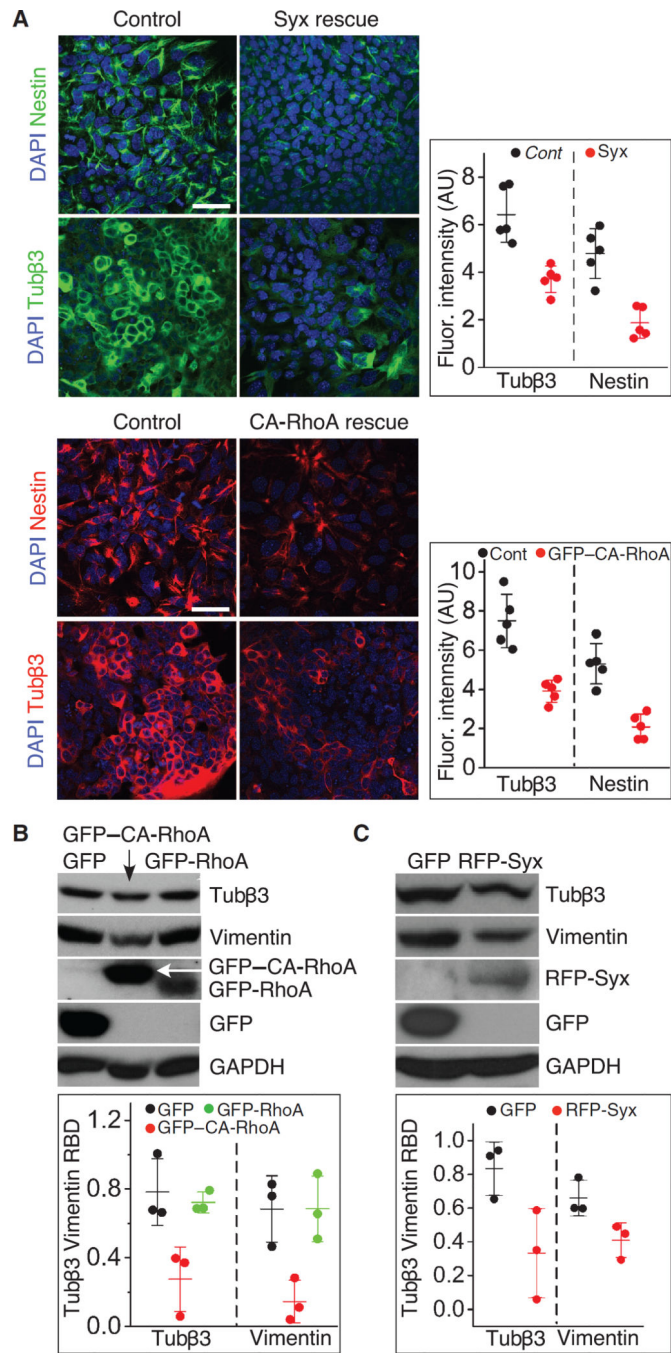 A
Control Syx rescue
DAPI Nestin
DAPI Tubβ3
Cont Syx
Fluor. intennsity (AU)
8
6
4
2
0
Tubβ3 Nestin
Control CA-RhoA rescue
DAPI Nestin
DAPI Tubβ3
Cont GFP–CA-RhoA
Fluor. intennsity (AU)
10
8
6
4
2
0
Tubβ3 Nestin
B
GFP–CA-RhoA
GFP GFP-RhoA
Tubβ3
Vimentin
GFP–CA-RhoA
GFP-RhoA
GFP
GAPDH
GFP GFP-RhoA
GFP–CA-RhoA
Tubβ3 Vimentin RBD
1.2
0.8
0.4
0.0
Tubβ3 Vimentin
C
GFP RFP-Syx
Tubβ3
Vimentin
RFP-Syx
GFP
GAPDH
GFP RFP-Syx
Tubβ3 Vimentin RBD
1.0
0.8
0.6
0.4
0.2
0.0
Tubβ3 Vimentin